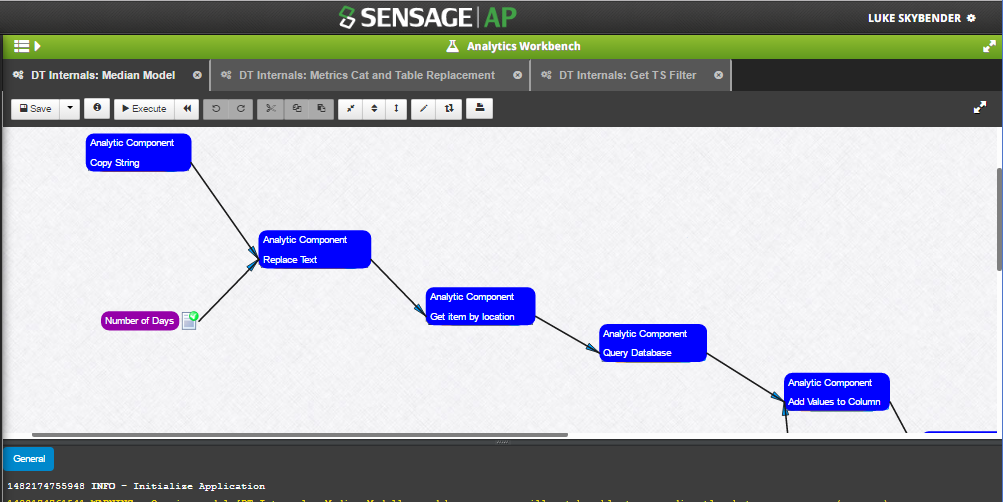 SENSAGE|AP
LUKE SKYBENDER
Analytics Workbench
DT Internals: Median Model
DT Internals: Metrics Cat and Table Replacement
DT Internals: Get TS Filter
Save
Execute
Analytic Component
Copy String
Analytic Component
Replace Text
Number of Days
Analytic Component
Get item by location
Analytic Component
Query Database
Analytic Component
Add Values to Column
General
1482174755948 INFO - Initialise Application